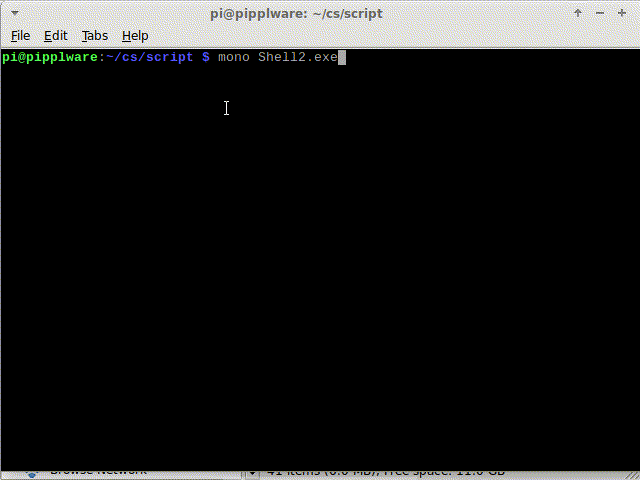 pi@pipplware: ~/cs/script
File Edit Tabs Help
pi@pipplware:~/cs/script $ mono Shell2.exe
Browse Network
41 items (6.0 MB), Free space: 11.0 GB